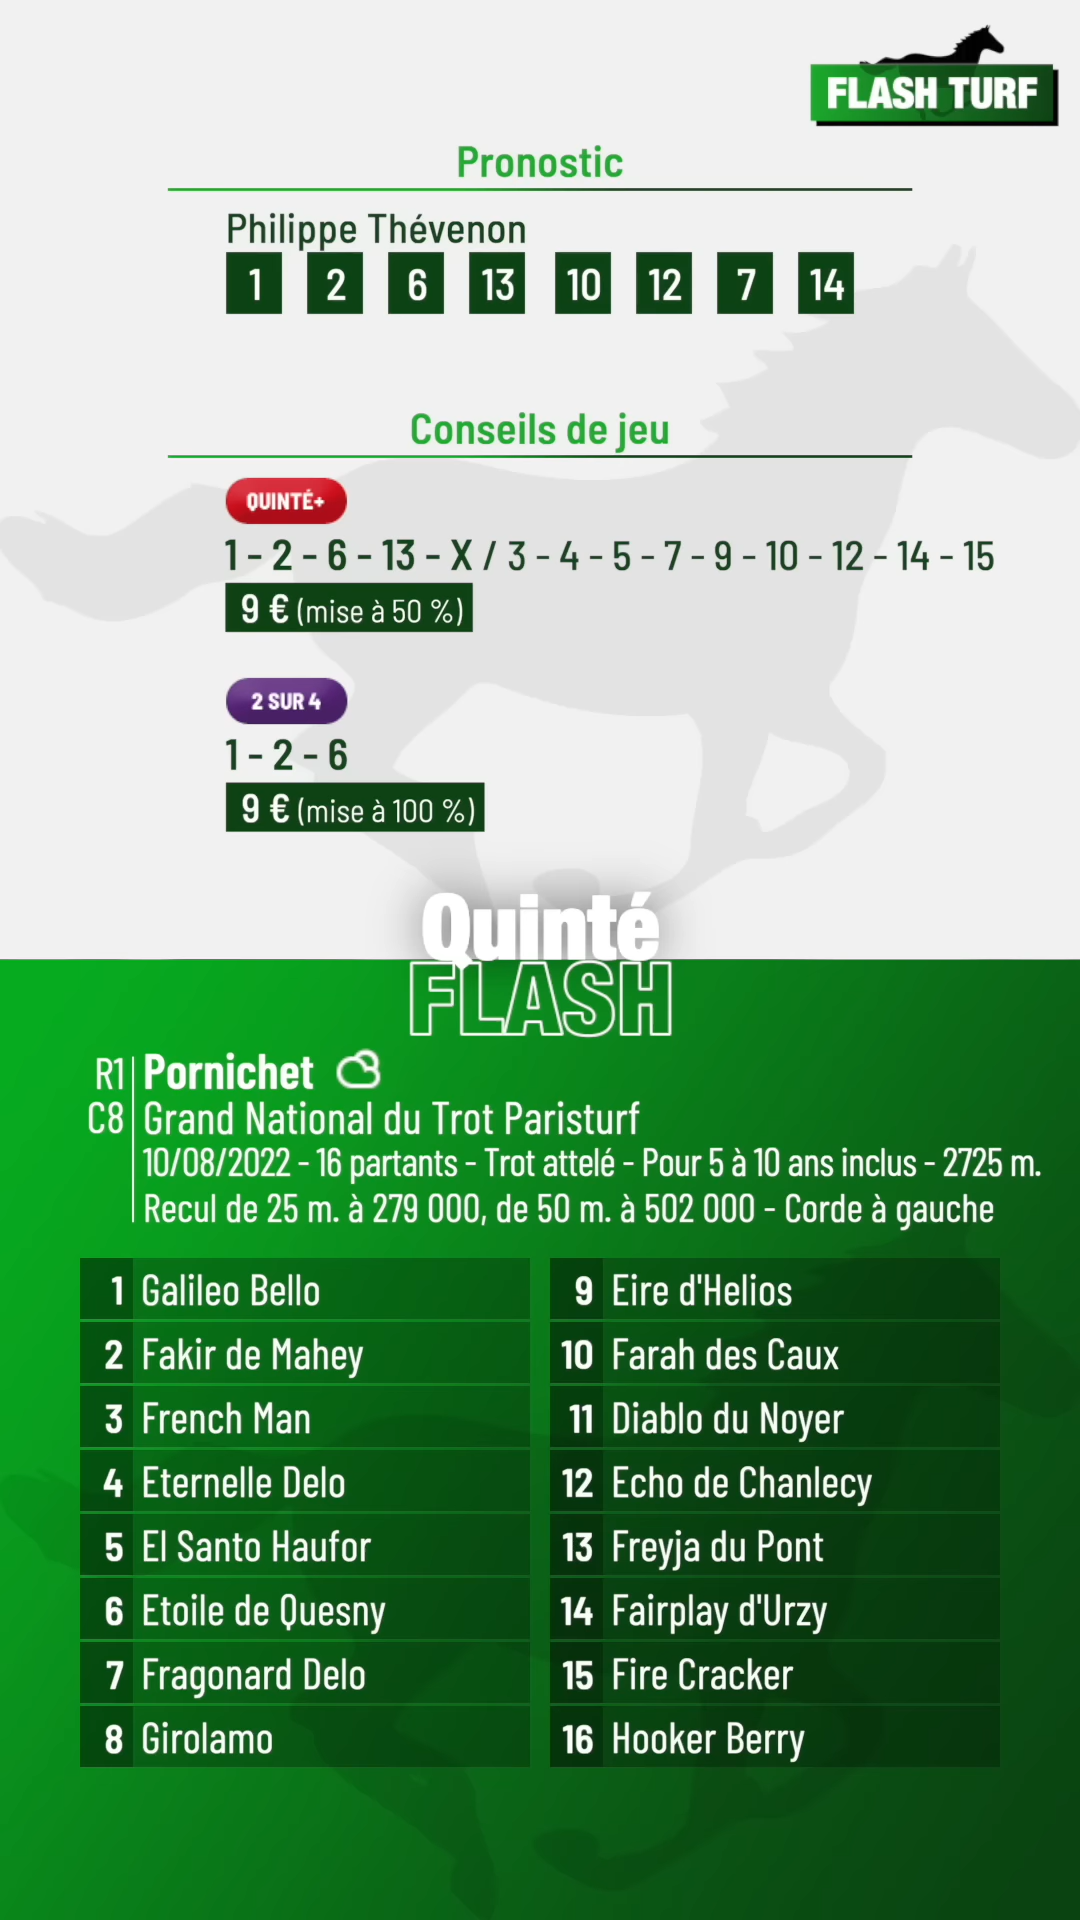 FLASH TURF
Pronostic
Philippe Thévenon
1 2 6 13 10 12 7 14
Conseils de jeu
QUINTÉ+
1 - 2 - 6 - 13 - X / 3 - 4 - 5 - 7 - 9 - 10 - 12 - 14 - 15
9 € (mise à 50 %)
2 SUR 4
1 - 2 - 6
9 € (mise à 100 %)
Quinté
FLASH
R1 Pornichet
C8 Grand National du Trot Paristurf
10/08/2022 - 16 partants - Trot attelé - Pour 5 à 10 ans inclus - 2725 m.
Recul de 25 m. à 279 000, de 50 m. à 502 000 - Corde à gauche
1 Galileo Bello
2 Fakir de Mahey
3 French Man
4 Eternelle Delo
5 El Santo Haufor
6 Etoile de Quesny
7 Fragonard Delo
8 Girolamo
9 Eire d'Helios
10 Farah des Caux
11 Diablo du Noyer
12 Echo de Chanlecy
13 Freyja du Pont
14 Fairplay d'Urzy
15 Fire Cracker
16 Hooker Berry